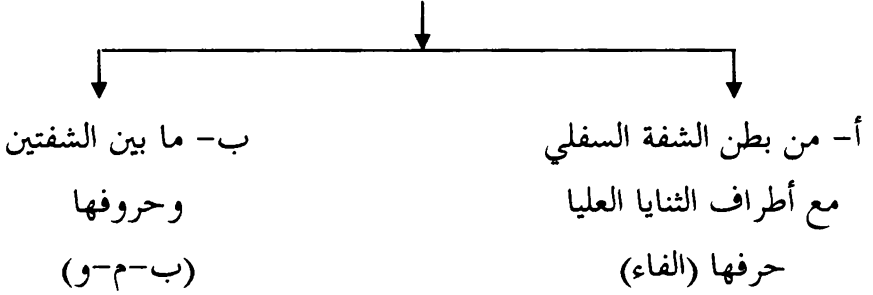 أ- من بطن الشفة السفلي
مع أطراف الثنايا العليا
حرفها (الفاء)
ب- ما بين الشفتين
وحروفها
(ب-م-و)